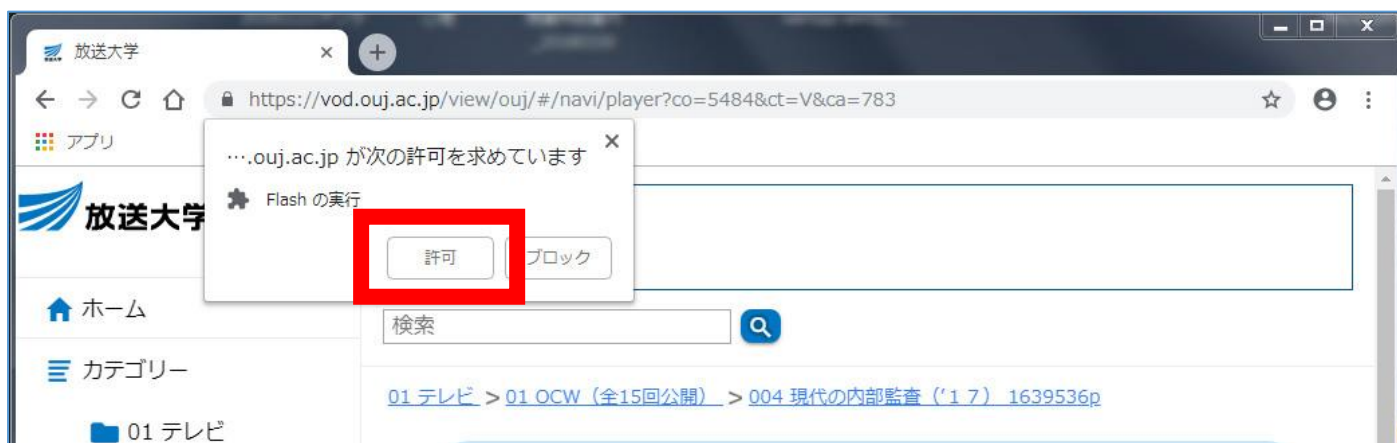 放送大学
https://vod.ouj.ac.jp/view/ouj/#/navi/player?co=5484&ct=V&ca=783
アプリ
….ouj.ac.jp が次の許可を求めています
Flash の実行
許可
ブロック
放送大学
ホーム
検索
カテゴリー
01 テレビ > 01 OCW（全15回公開） > 004 現代の内部監査（'１７） 1639536p
01 テレビ